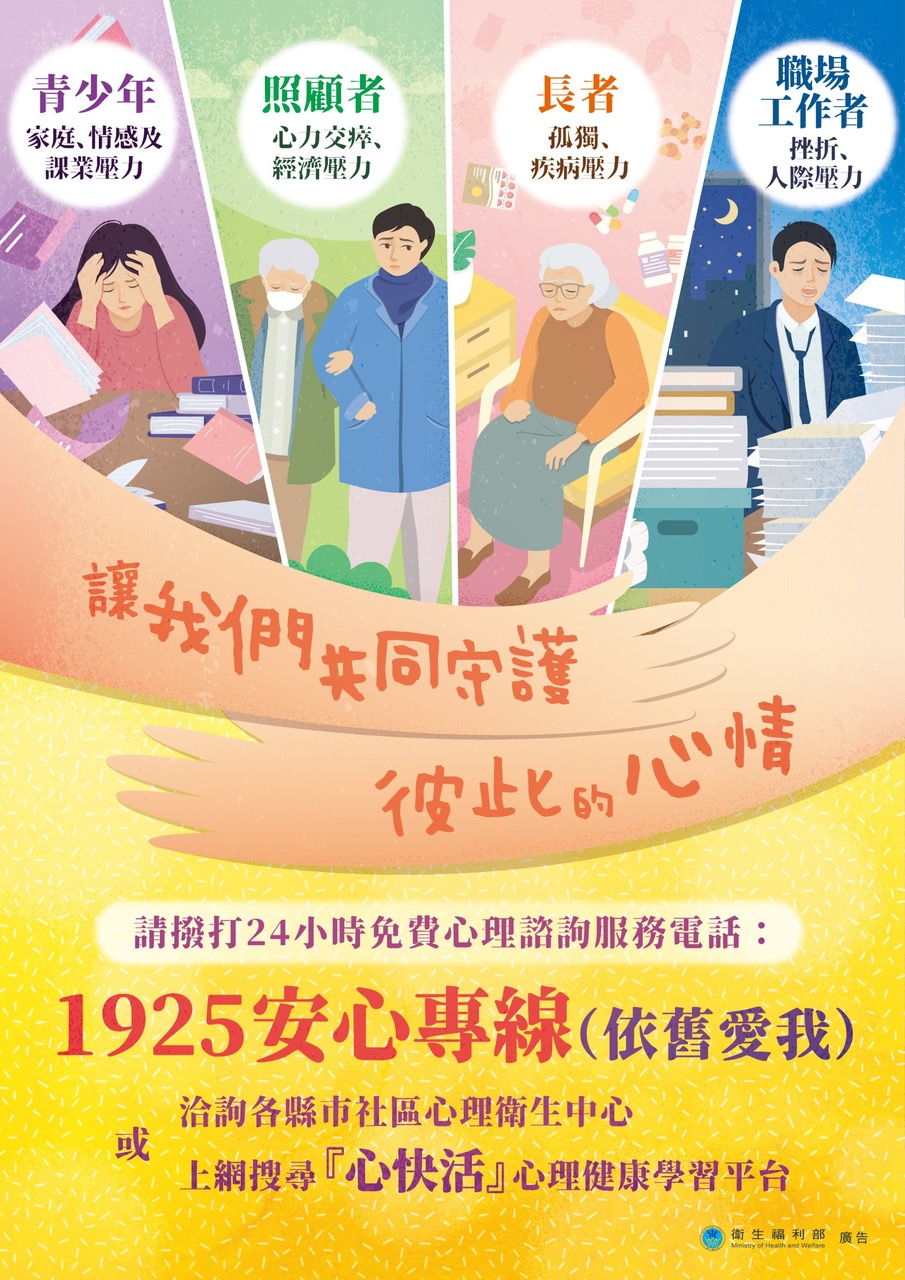 青少年
家庭、情感及
課業壓力
照顧者
心力交瘁、
經濟壓力
長者
孤獨、
疾病壓力
職場
工作者
挫折、
人際壓力
讓我們共同守護
彼此的心情
請撥打24小時免費心理諮詢服務電話：
1925安心專線(依舊愛我)
或
洽詢各縣市社區心理衛生中心
上網搜尋『心快活』心理健康學習平台
衛生福利部 廣告
Ministry of Health and Welfare